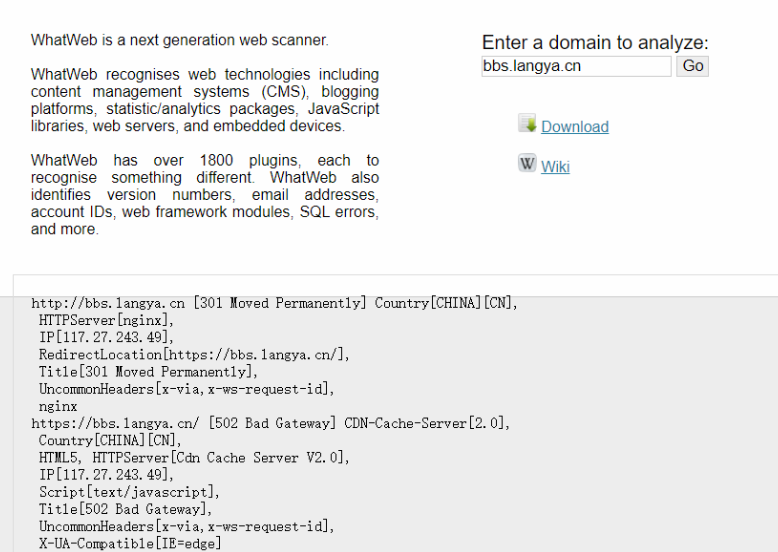 WhatWeb is a next generation web scanner.
WhatWeb recognises web technologies including
content management systems (CMS), blogging
platforms, statistic/analytics packages, JavaScript
libraries, web servers, and embedded devices.
WhatWeb has over 1800 plugins, each to
recognise something different. WhatWeb also
identifies version numbers, email addresses,
account IDs, web framework modules, SQL errors,
and more.
Enter a domain to analyze:
bbs.langya.cn Go
Download
W Wiki
http://bbs.langya.cn [301 Moved Permanently] Country[CHINA][CN],
HTTPServer[nginx],
IP[117.27.243.49],
RedirectLocation[https://bbs.langya.cn/],
Title[301 Moved Permanently],
UncommonHeaders[x-via,x-ws-request-id],
nginx
https://bbs.langya.cn/ [502 Bad Gateway] CDN-Cache-Server[2.0],
Country[CHINA][CN],
HTML5, HTTPServer[Cdn Cache Server V2.0],
IP[117.27.243.49],
Script[text/javascript],
Title[502 Bad Gateway],
UncommonHeaders[x-via,x-ws-request-id],
X-UA-Compatible[IE=edge]